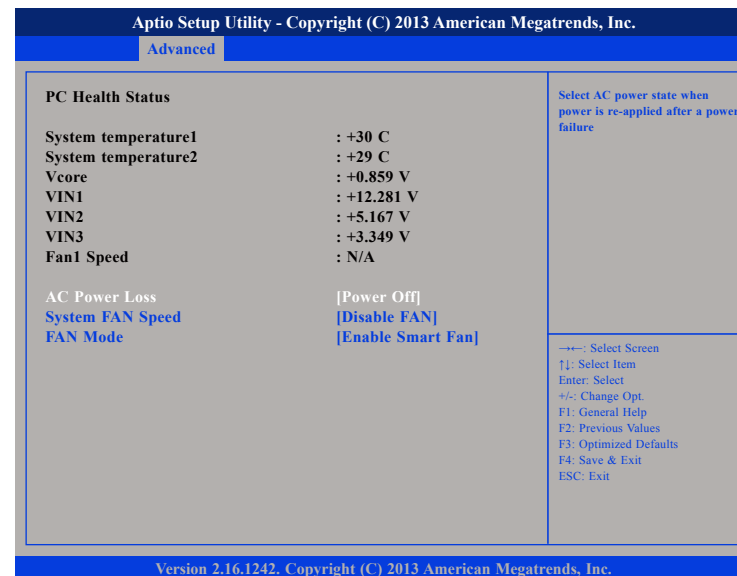 Aptio Setup Utility - Copyright (C) 2013 American Megatrends, Inc.
Advanced
PC Health Status
System temperature1 : +30 C
System temperature2 : +29 C
Vcore : +0.859 V
VIN1 : +12.281 V
VIN2 : +5.167 V
VIN3 : +3.349 V
Fan1 Speed : N/A
AC Power Loss [Power Off]
System FAN Speed [Disable FAN]
FAN Mode [Enable Smart Fan]
Select AC power state when
power is re-applied after a power
failure
→←: Select Screen
↑↓: Select Item
Enter: Select
+/-: Change Opt.
F1: General Help
F2: Previous Values
F3: Optimized Defaults
F4: Save & Exit
ESC: Exit
Version 2.16.1242. Copyright (C) 2013 American Megatrends, Inc.